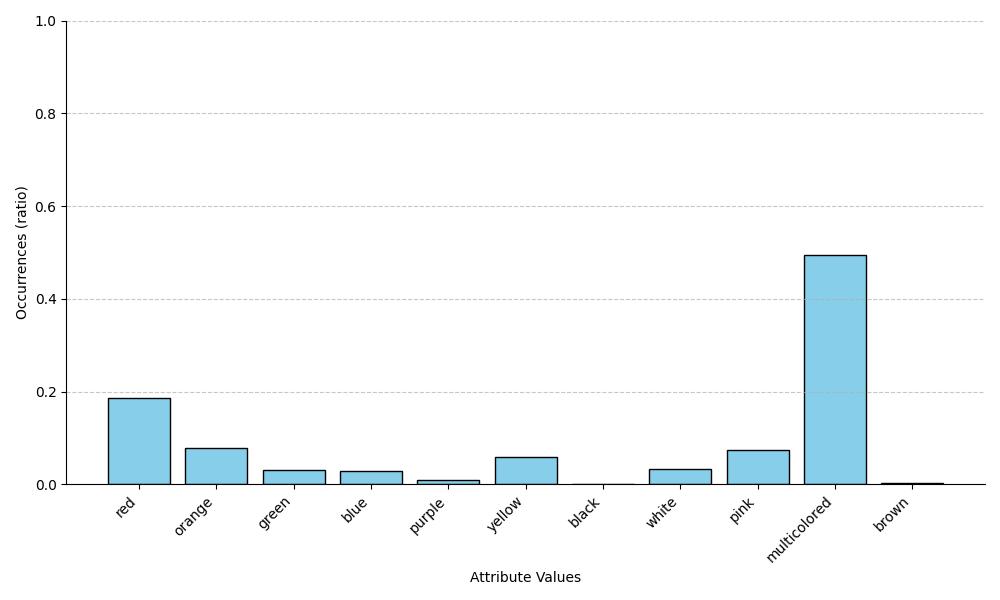 1.0
0.8
0.6
0.4
0.2
0.0
Occurrences (ratio)
red
orange
green
blue
purple
yellow
black
white
pink
multicolored
brown
Attribute Values